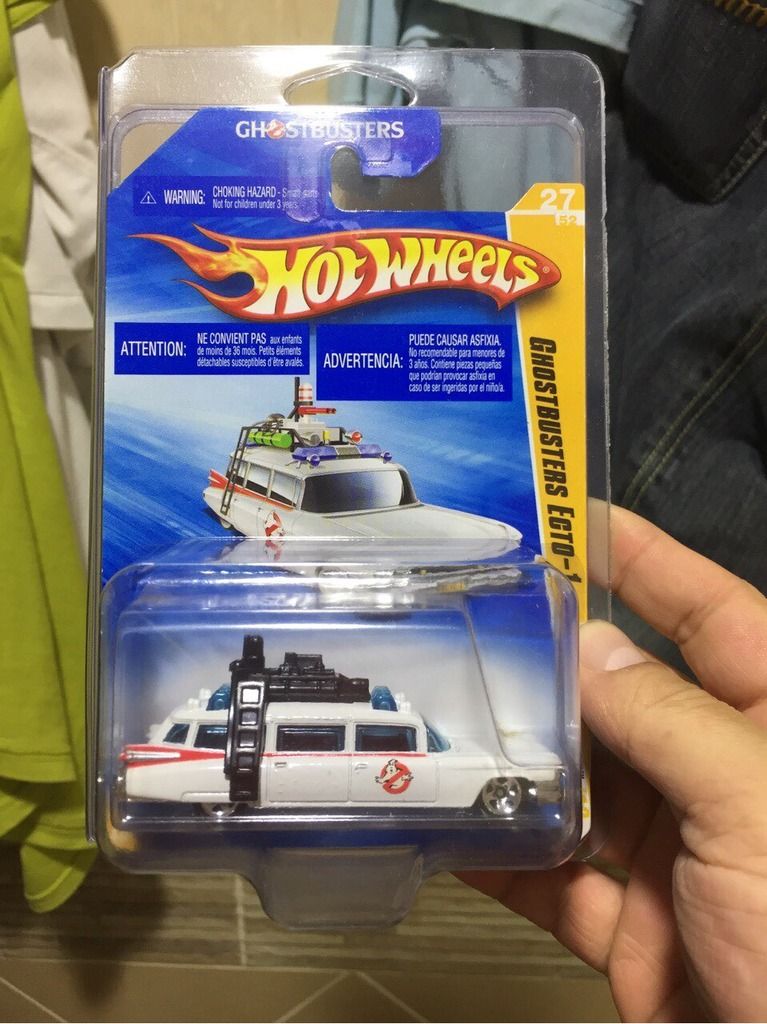 GHOSTBUSTERS
WARNING: CHOKING HAZARD - Small parts
Not for children under 3 years.
27
52
HOT WHEELS®
ATTENTION: NE CONVIENT PAS aux enfants
de moins de 36 mois. Petits éléments
détachables susceptibles d'être avalés.
ADVERTENCIA: PUEDE CAUSAR ASFIXIA.
No recomendable para menores de
3 años. Contiene piezas pequeñas
que podrían provocar asfixia en
caso de ser ingeridas por el niño/a.
GHOSTBUSTERS ECTO-1